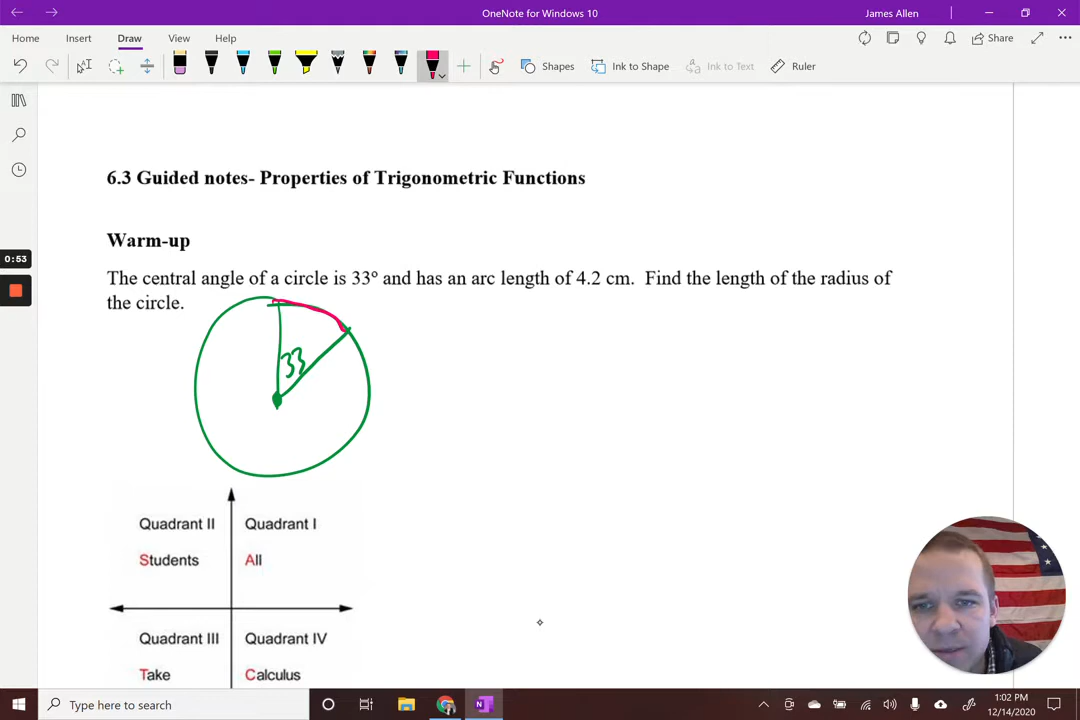 OneNote for Windows 10
James Allen
Home Insert Draw View Help
Share
Shapes Ink to Shape Ink to Text Ruler
6.3 Guided notes- Properties of Trigonometric Functions
Warm-up
0:53
The central angle of a circle is 33º and has an arc length of 4.2 cm. Find the length of the radius of
the circle.
33
Quadrant II Quadrant I
Students All
Quadrant III Quadrant IV
Take Calculus
Type here to search
1:02 PM
12/14/2020